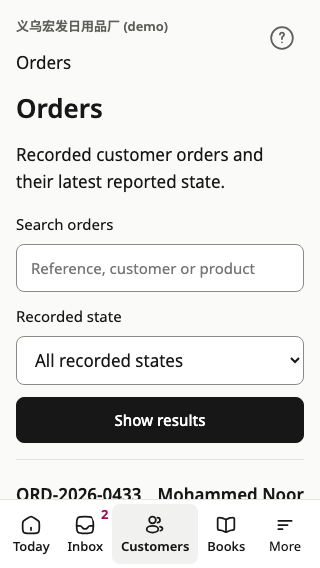 义乌宏发日用品厂 (demo)
Orders
Orders
Recorded customer orders and
their latest reported state.
Search orders
Reference, customer or product
Recorded state
All recorded states
Show results
ORD-2026-0433 Mohammed Noor
2
Today Inbox Customers Books More